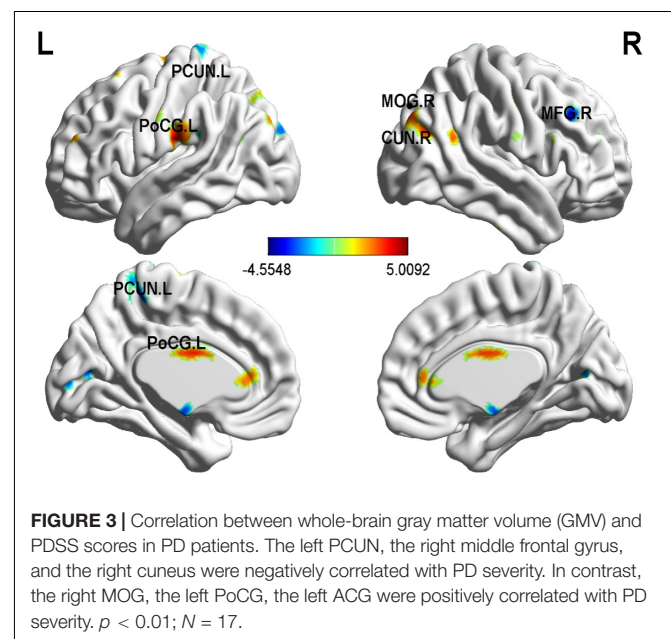 L R
PCUN.L
MOG.R
MFG.R
PoCG.L
CUN.R
-4.5548 5.0092
PCUN.L
PoCG.L
FIGURE 3 | Correlation between whole-brain gray matter volume (GMV) and
PDSS scores in PD patients. The left PCUN, the right middle frontal gyrus,
and the right cuneus were negatively correlated with PD severity. In contrast,
the right MOG, the left PoCG, the left ACG were positively correlated with PD
severity. p < 0.01; N = 17.